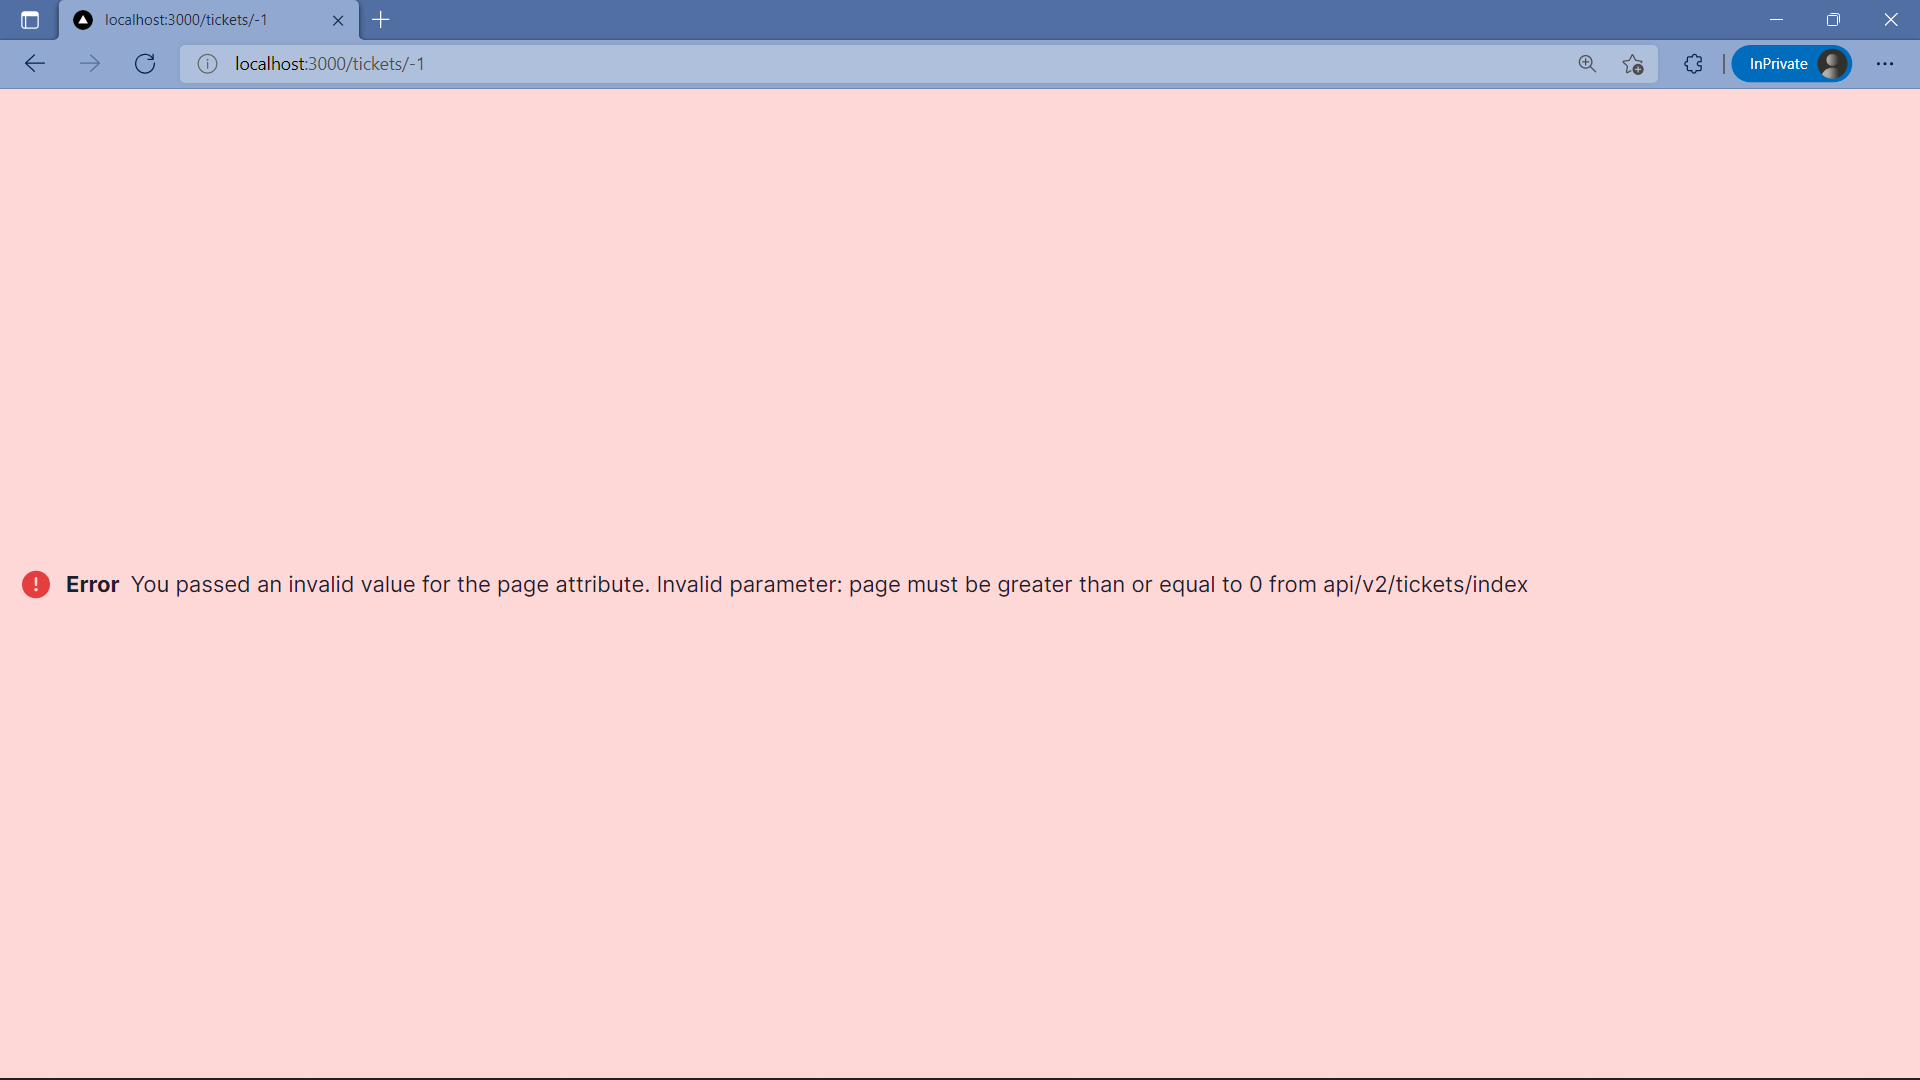 localhost:3000/tickets/-1
localhost:3000/tickets/-1
InPrivate
Error You passed an invalid value for the page attribute. Invalid parameter: page must be greater than or equal to 0 from api/v2/tickets/index